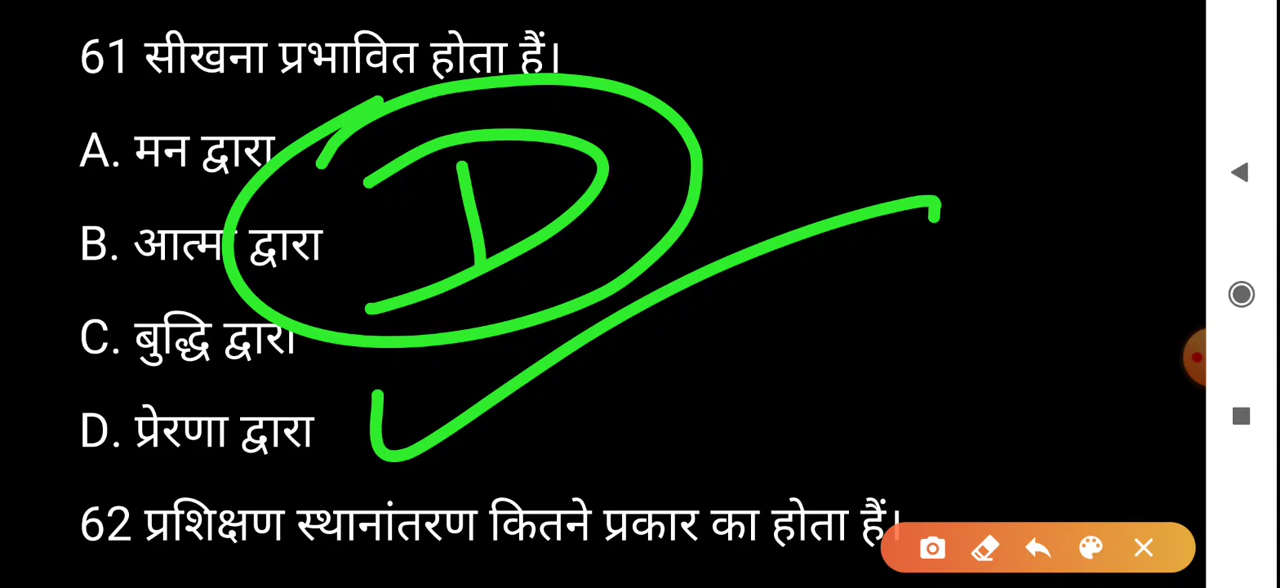 61 सीखना प्रभावित होता हैं।
A. मन द्वारा
D
B. आत्मा द्वारा
C. बुद्धि द्वारा
D. प्रेरणा द्वारा
62 प्रशिक्षण स्थानांतरण कितने प्रकार का होता हैं।